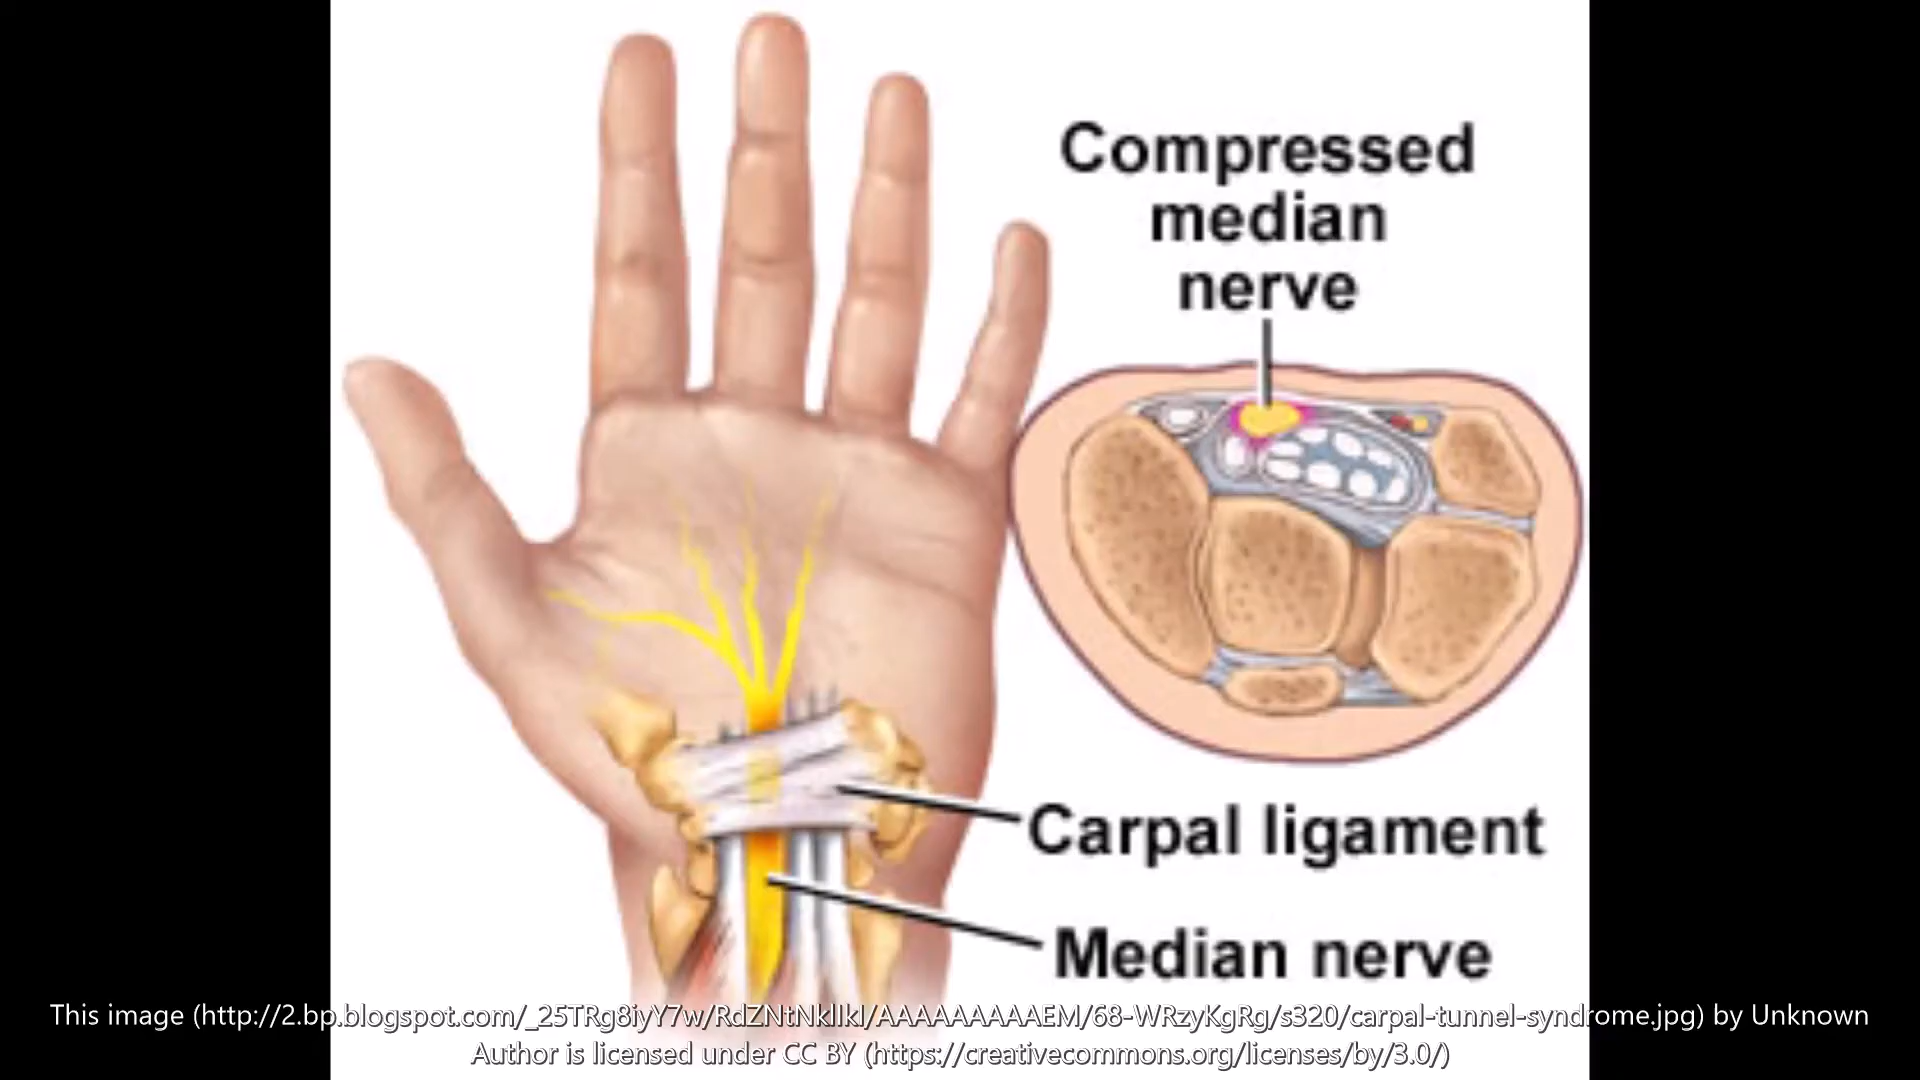 Compressed
median
nerve
Carpal ligament
Median nerve
This image (http://2.bp.blogspot.com/_25TRg8iyY7w/RdZNtNklIkI/AAAAAAAAAEM/68-WRzyKgRg/s320/carpal-tunnel-syndrome.jpg) by Unknown
Author is licensed under CC BY (https://creativecommons.org/licenses/by/3.0/)